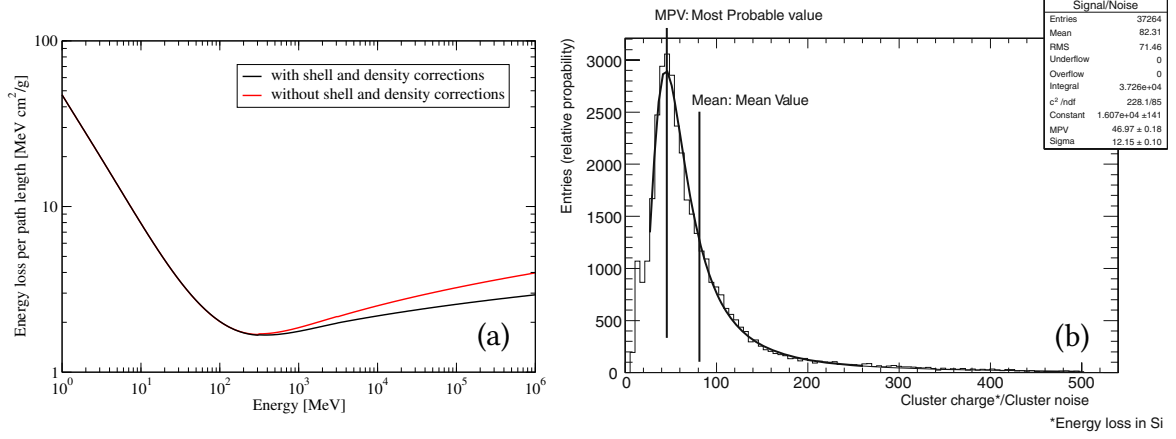 100
10
1
Energy loss per path length [MeV cm²/g]
with shell and density corrections
without shell and density corrections
(a)
10⁰ 10¹ 10² 10³ 10⁴ 10⁵ 10⁶
Energy [MeV]
MPV: Most Probable value
Mean: Mean Value
Entries (relative propability)
3000
2500
2000
1500
1000
500
0
0 100 200 300 400 500
Cluster charge*/Cluster noise
(b)
*Energy loss in Si
Signal/Noise
Entries 37264
Mean 82.31
RMS 71.46
Underflow 0
Overflow 0
Integral 3.726e+04
c² /ndf 228.1/85
Constant 1.607e+04 ±141
MPV 46.97 ± 0.18
Sigma 12.15 ± 0.10